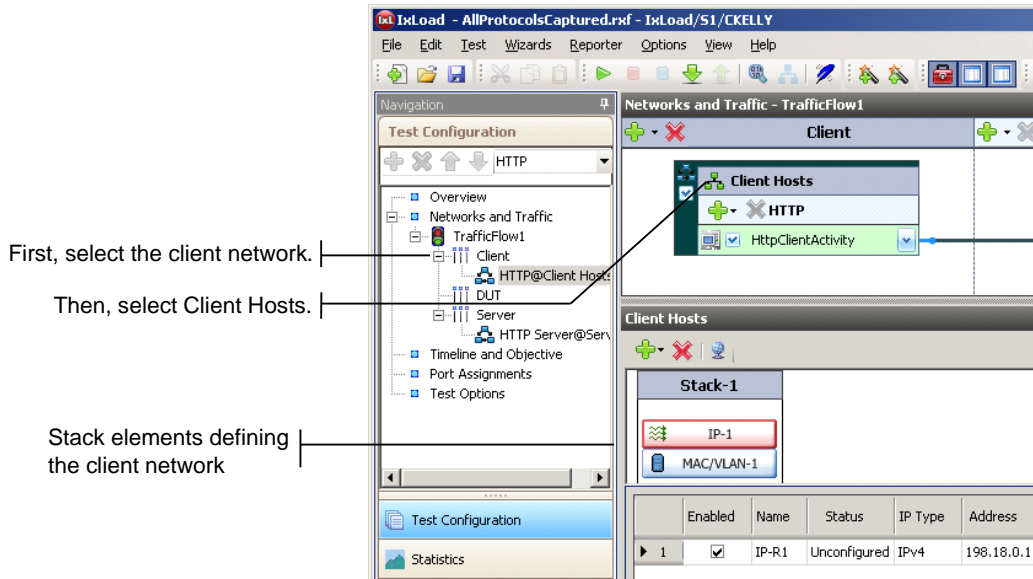 IxLoad - AllProtocolsCaptured.rxf - IxLoad/S1/CKELLY
File Edit Test Wizards Reporter Options View Help
Navigation
Test Configuration
HTTP
Overview
Networks and Traffic
TrafficFlow1
Client
HTTP@Client Hosts
DUT
Server
HTTP Server@Serv
Timeline and Objective
Port Assignments
Test Options
Test Configuration
Statistics
First, select the client network.
Then, select Client Hosts.
Stack elements defining
the client network
Networks and Traffic - TrafficFlow1
Client
Client Hosts
HTTP
HttpClientActivity
Client Hosts
Stack-1
IP-1
MAC/VLAN-1
Enabled Name Status IP Type Address
1 IP-R1 Unconfigured IPv4 198.18.0.1